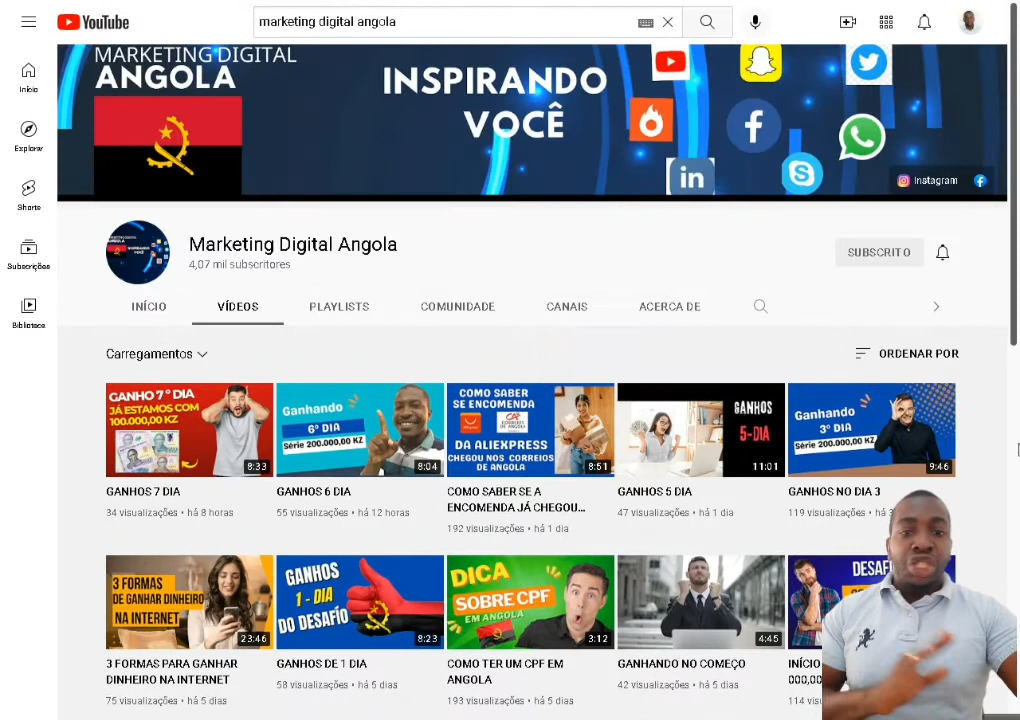 YouTube
marketing digital angola
MARKETING DIGITAL
ANGOLA
INSPIRANDO
VOCÊ
in
Instagram
Início
Explorar
Shorts
Subscrições
Biblioteca
Marketing Digital Angola
4,07 mil subscritores
SUBSCRITO
INÍCIO
VÍDEOS
PLAYLISTS
COMUNIDADE
CANAIS
ACERCA DE
Carregamentos
ORDENAR POR
GANHO 7º DIA
JÁ ESTAMOS COM
100.000,00 KZ
8:33
Ganhando
6º DIA
Série 200.000,00 KZ
8:04
COMO SABER
SE ENCOMENDA
DA ALIEXPRESS
CHEGOU NOS CORREIOS
DE ANGOLA
8:51
GANHOS
5-DIA
11:01
Ganhando
3º DIA
Série 200.000,00 KZ
9:46
GANHOS 7 DIA
34 visualizações • há 8 horas
GANHOS 6 DIA
55 visualizações • há 12 horas
COMO SABER SE A
ENCOMENDA JÁ CHEGOU...
192 visualizações • há 1 dia
GANHOS 5 DIA
47 visualizações • há 1 dia
GANHOS NO DIA 3
119 visualizações • há 3
3 FORMAS
DE GANHAR DINHEIRO
NA INTERNET
23:46
GANHOS
1 - DIA
DO DESAFIO
8:23
DICA
SOBRE CPF
EM ANGOLA
3:12
4:45
DESAF
3 FORMAS PARA GANHAR
DINHEIRO NA INTERNET
75 visualizações • há 5 dias
GANHOS DE 1 DIA
58 visualizações • há 5 dias
COMO TER UM CPF EM
ANGOLA
193 visualizações • há 5 dias
GANHANDO NO COMEÇO
42 visualizações • há 5 dias
INÍCIO
000,00
114 vis